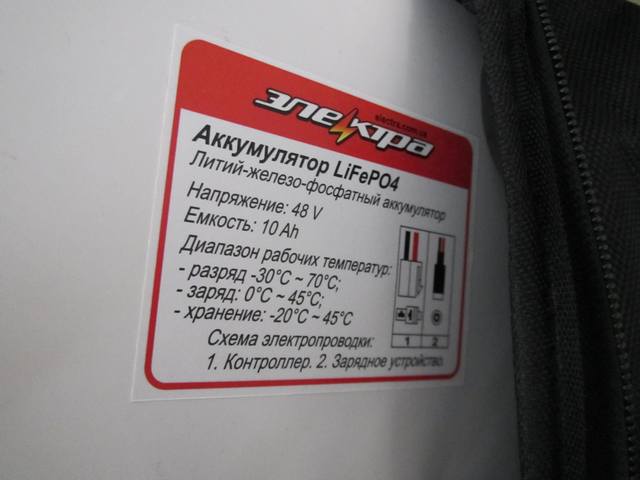 electra.com.ua
электра
Аккумулятор LiFePO4
Литий-железо-фосфатный аккумулятор
Напряжение: 48 V
Емкость: 10 Ah
Диапазон рабочих температур:
- разряд -30°C ~ 70°C;
- заряд: 0°C ~ 45°C;
- хранение: -20°C ~ 45°C
1 2
Схема электропроводки:
1. Контроллер. 2. Зарядное устройство.